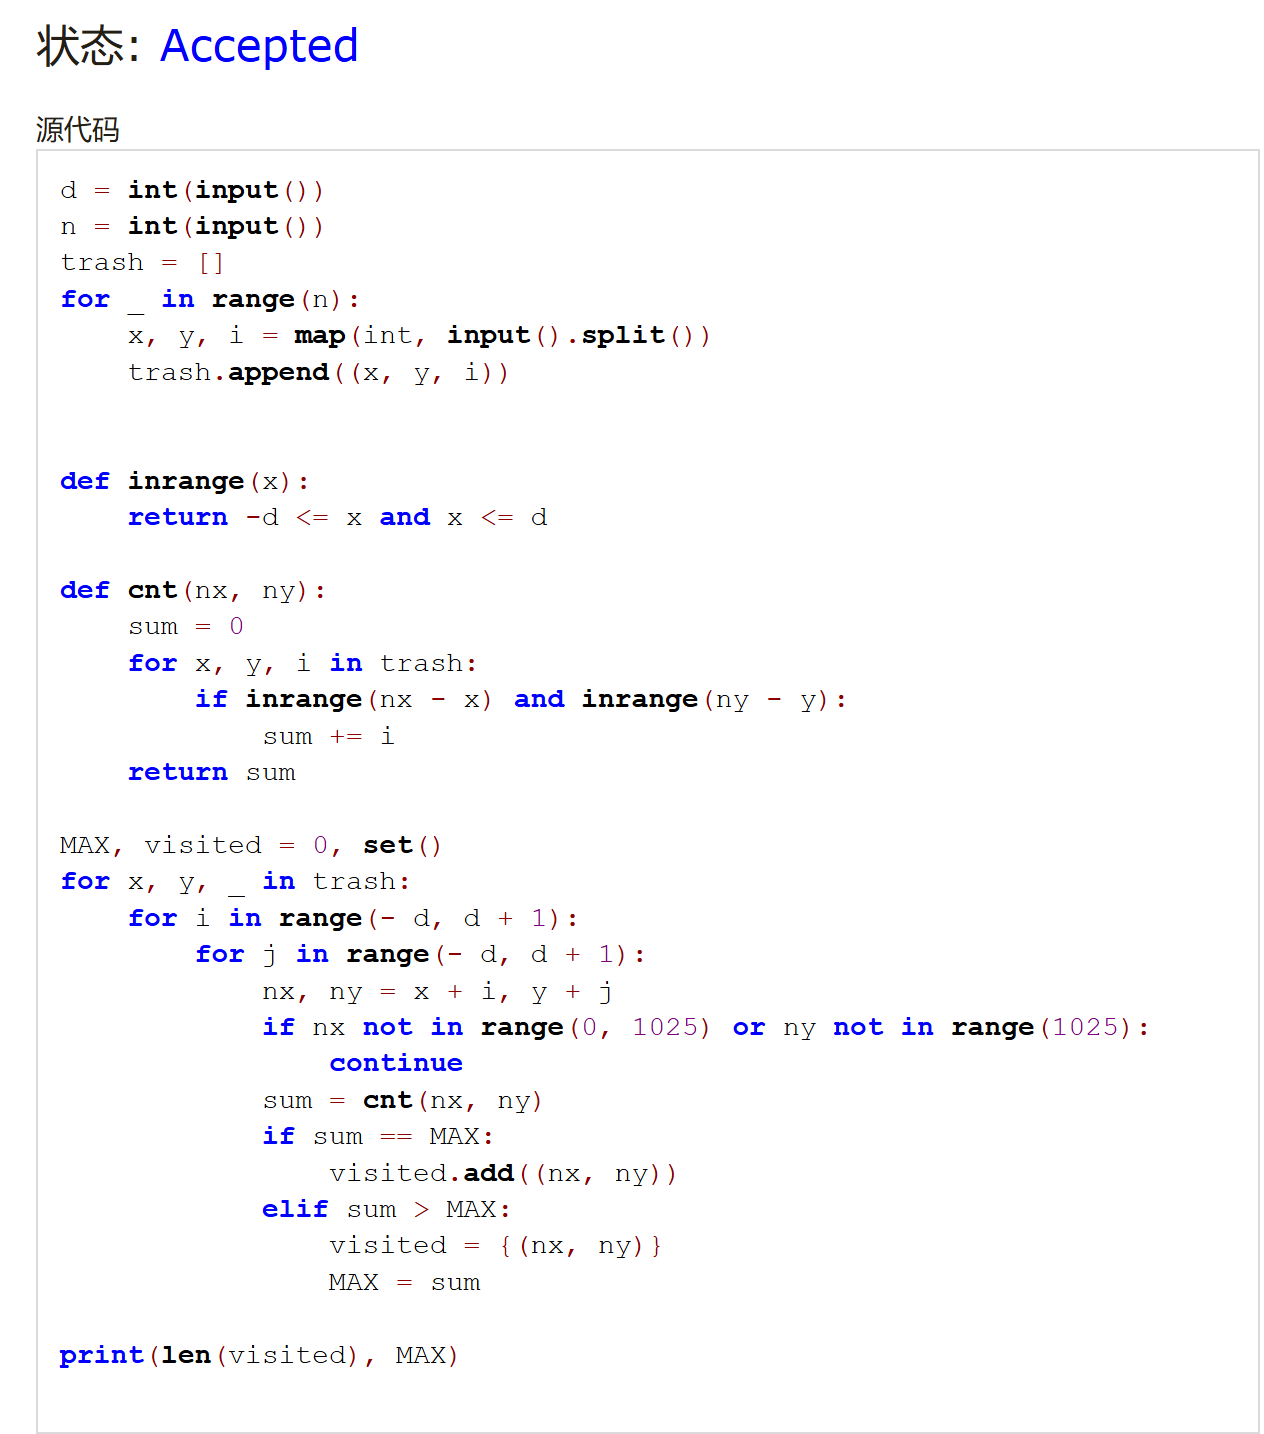 状态: Accepted
源代码
d = int(input())
n = int(input())
trash = []
for _ in range(n):
    x, y, i = map(int, input().split())
    trash.append((x, y, i))
def inrange(x):
    return -d <= x and x <= d
def cnt(nx, ny):
    sum = 0
    for x, y, i in trash:
        if inrange(nx - x) and inrange(ny - y):
            sum += i
    return sum
MAX, visited = 0, set()
for x, y, _ in trash:
    for i in range(- d, d + 1):
        for j in range(- d, d + 1):
            nx, ny = x + i, y + j
            if nx not in range(0, 1025) or ny not in range(1025):
                continue
            sum = cnt(nx, ny)
            if sum == MAX:
                visited.add((nx, ny))
            elif sum > MAX:
                visited = {(nx, ny)}
                MAX = sum
print(len(visited), MAX)